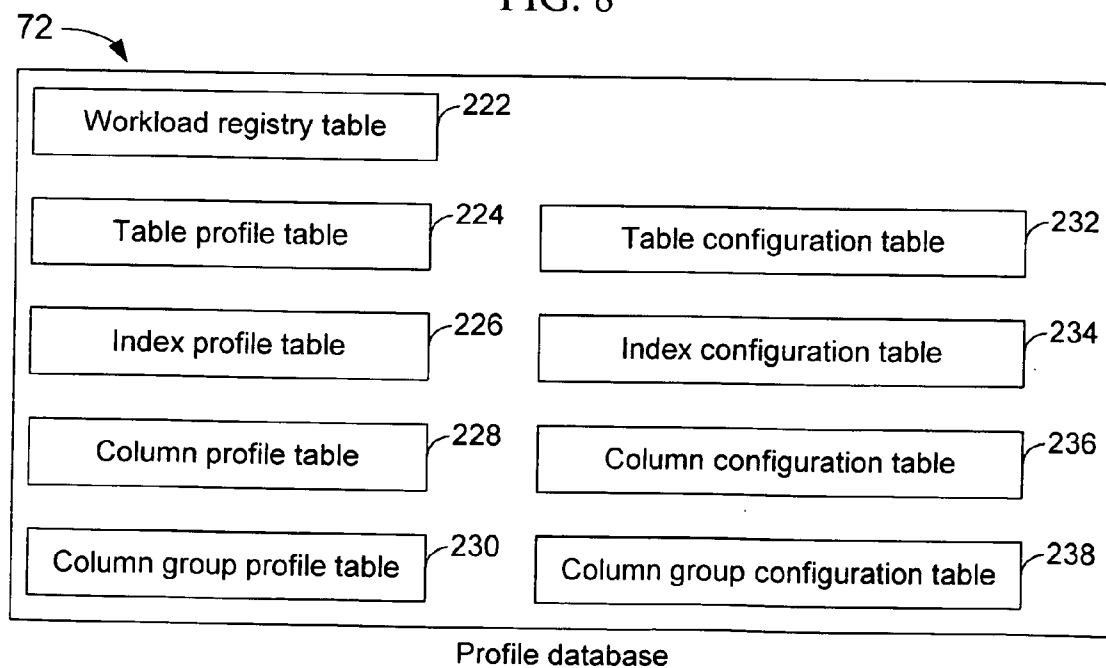 FIG. 8
72
Workload registry table 222
Table profile table 224
Table configuration table 232
Index profile table 226
Index configuration table 234
Column profile table 228
Column configuration table 236
Column group profile table 230
Column group configuration table 238
Profile database